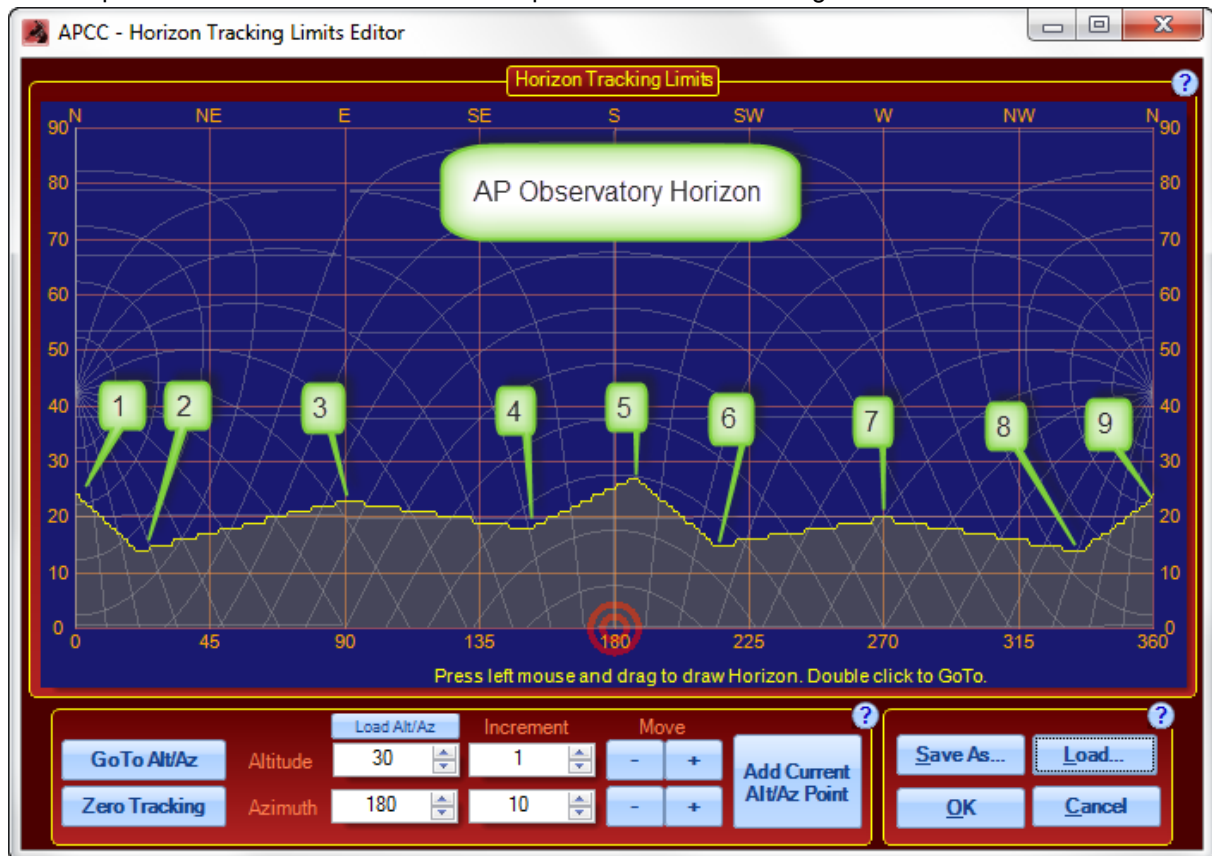 APCC - Horizon Tracking Limits Editor
Horizon Tracking Limits
?
N NE E SE S SW W NW N
90 90
AP Observatory Horizon
80 80
70 70
60 60
50 50
40 40
1 2 3 4 5 6 7 8 9
30 30
20 20
10 10
0 0
0 45 90 135 180 225 270 315 360
Press left mouse and drag to draw Horizon. Double click to GoTo.
? ?
Load Alt/Az Increment Move
GoTo Alt/Az Altitude 30 1 - +
Zero Tracking Azimuth 180 10 - +
Add Current
Alt/Az Point
Save As... Load...
OK Cancel